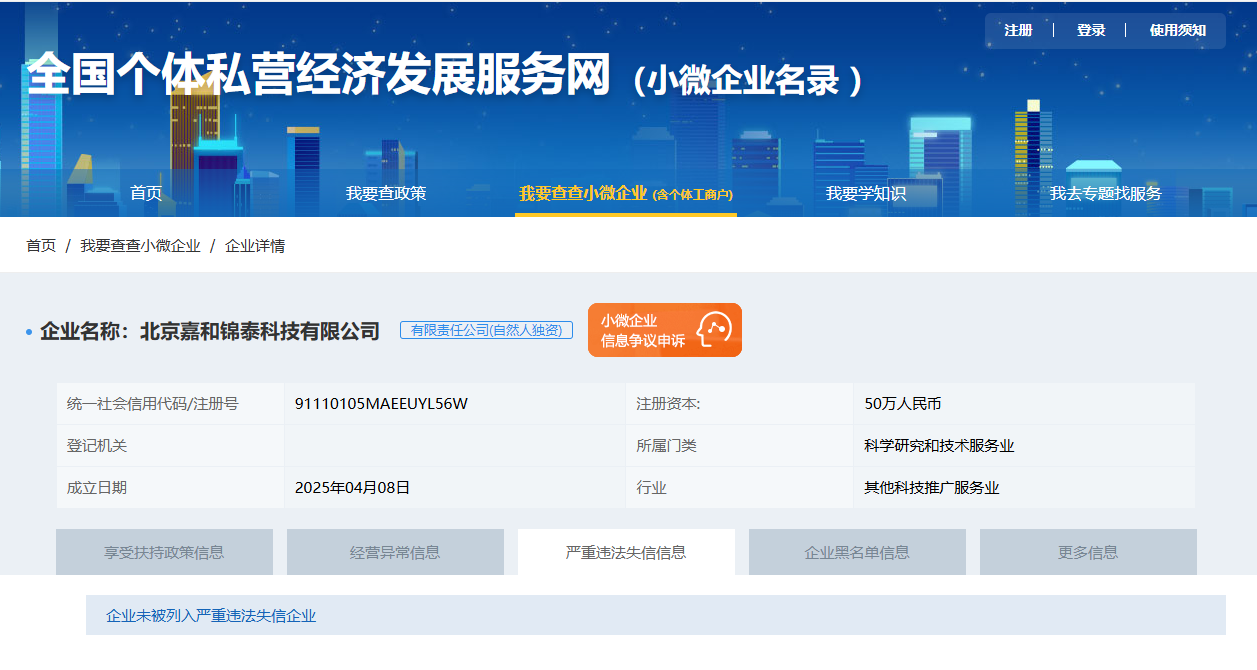 注册 登录 使用须知
全国个体私营经济发展服务网（小微企业名录）
首页 我要查政策 我要查查小微企业 (含个体工商户) 我要学知识 我去专题找服务
首页 / 我要查查小微企业 / 企业详情
企业名称：北京嘉和锦泰科技有限公司 有限责任公司(自然人独资)
小微企业
信息争议申诉
统一社会信用代码/注册号 91110105MAEEUYL56W 注册资本: 50万人民币
登记机关 所属门类 科学研究和技术服务业
成立日期 2025年04月08日 行业 其他科技推广服务业
享受扶持政策信息 经营异常信息 严重违法失信信息 企业黑名单信息 更多信息
企业未被列入严重违法失信企业